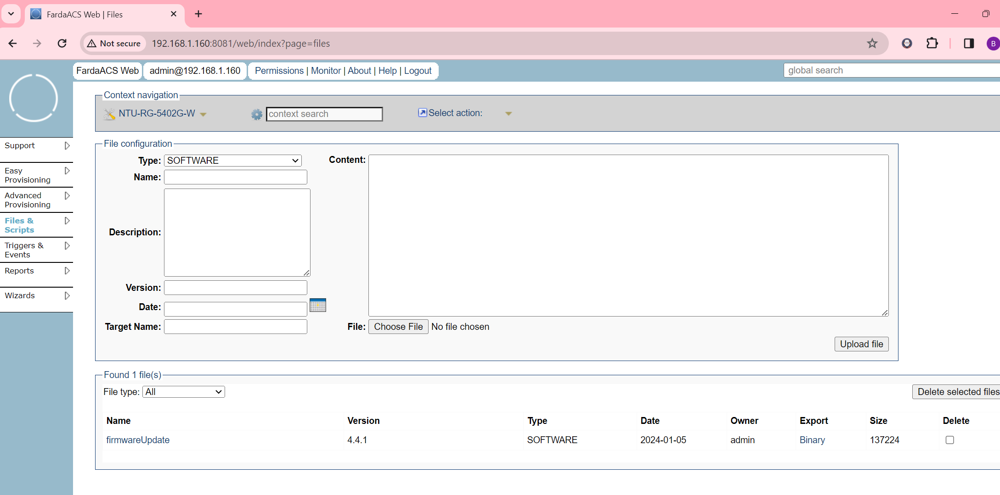 FardaACS Web | Files
Not secure 192.168.1.160:8081/web/index?page=files
B
FardaACS Web admin@192.168.1.160 Permissions | Monitor | About | Help | Logout global search
Context navigation
NTU-RG-5402G-W context search Select action:
Support
Easy
Provisioning
Advanced
Provisioning
Files &
Scripts
Triggers &
Events
Reports
Wizards
File configuration
Type: SOFTWARE
Name:
Description:
Version:
Date:
Target Name:
Content:
File: Choose File No file chosen
Upload file
Found 1 file(s)
File type: All Delete selected files
Name Version Type Date Owner Export Size Delete
firmwareUpdate 4.4.1 SOFTWARE 2024-01-05 admin Binary 137224